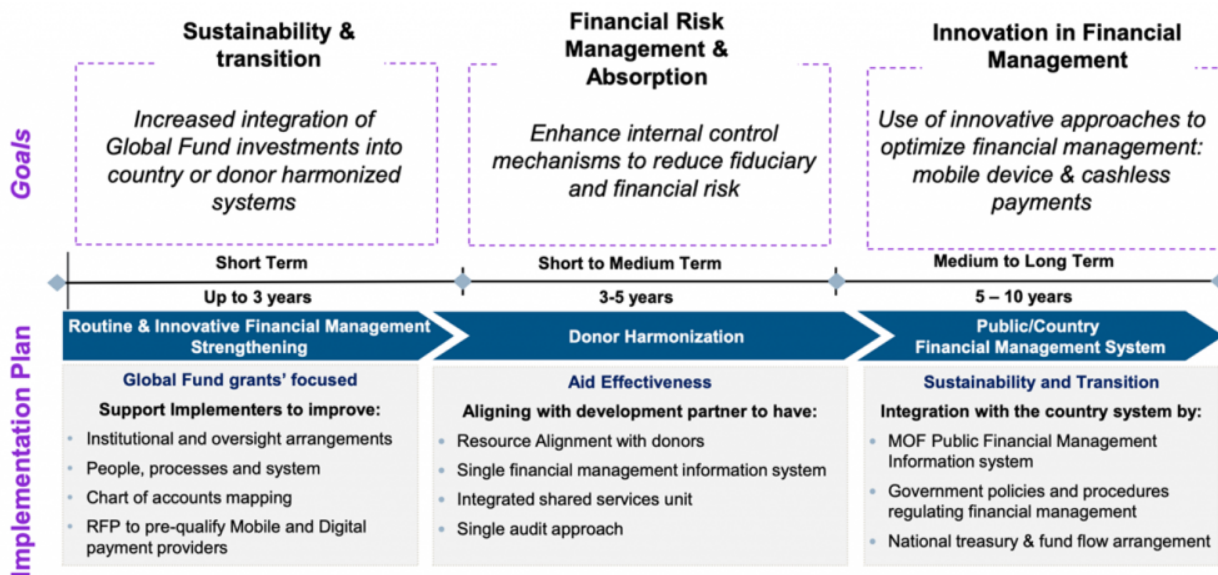 Sustainability &
transition
Financial Risk
Management &
Absorption
Innovation in Financial
Management
Goals
Increased integration of
Global Fund investments into
country or donor harmonized
systems
Enhance internal control
mechanisms to reduce fiduciary
and financial risk
Use of innovative approaches to
optimize financial management:
mobile device & cashless
payments
Short Term
Short to Medium Term
Medium to Long Term
Up to 3 years
3-5 years
5 – 10 years
Implementation Plan
Routine & Innovative Financial Management
Strengthening
Donor Harmonization
Public/Country
Financial Management System
Global Fund grants' focused
Support Implementers to improve:
• Institutional and oversight arrangements
• People, processes and system
• Chart of accounts mapping
• RFP to pre-qualify Mobile and Digital
payment providers
Aid Effectiveness
Aligning with development partner to have:
• Resource Alignment with donors
• Single financial management information system
• Integrated shared services unit
• Single audit approach
Sustainability and Transition
Integration with the country system by:
• MOF Public Financial Management
Information system
• Government policies and procedures
regulating financial management
• National treasury & fund flow arrangement